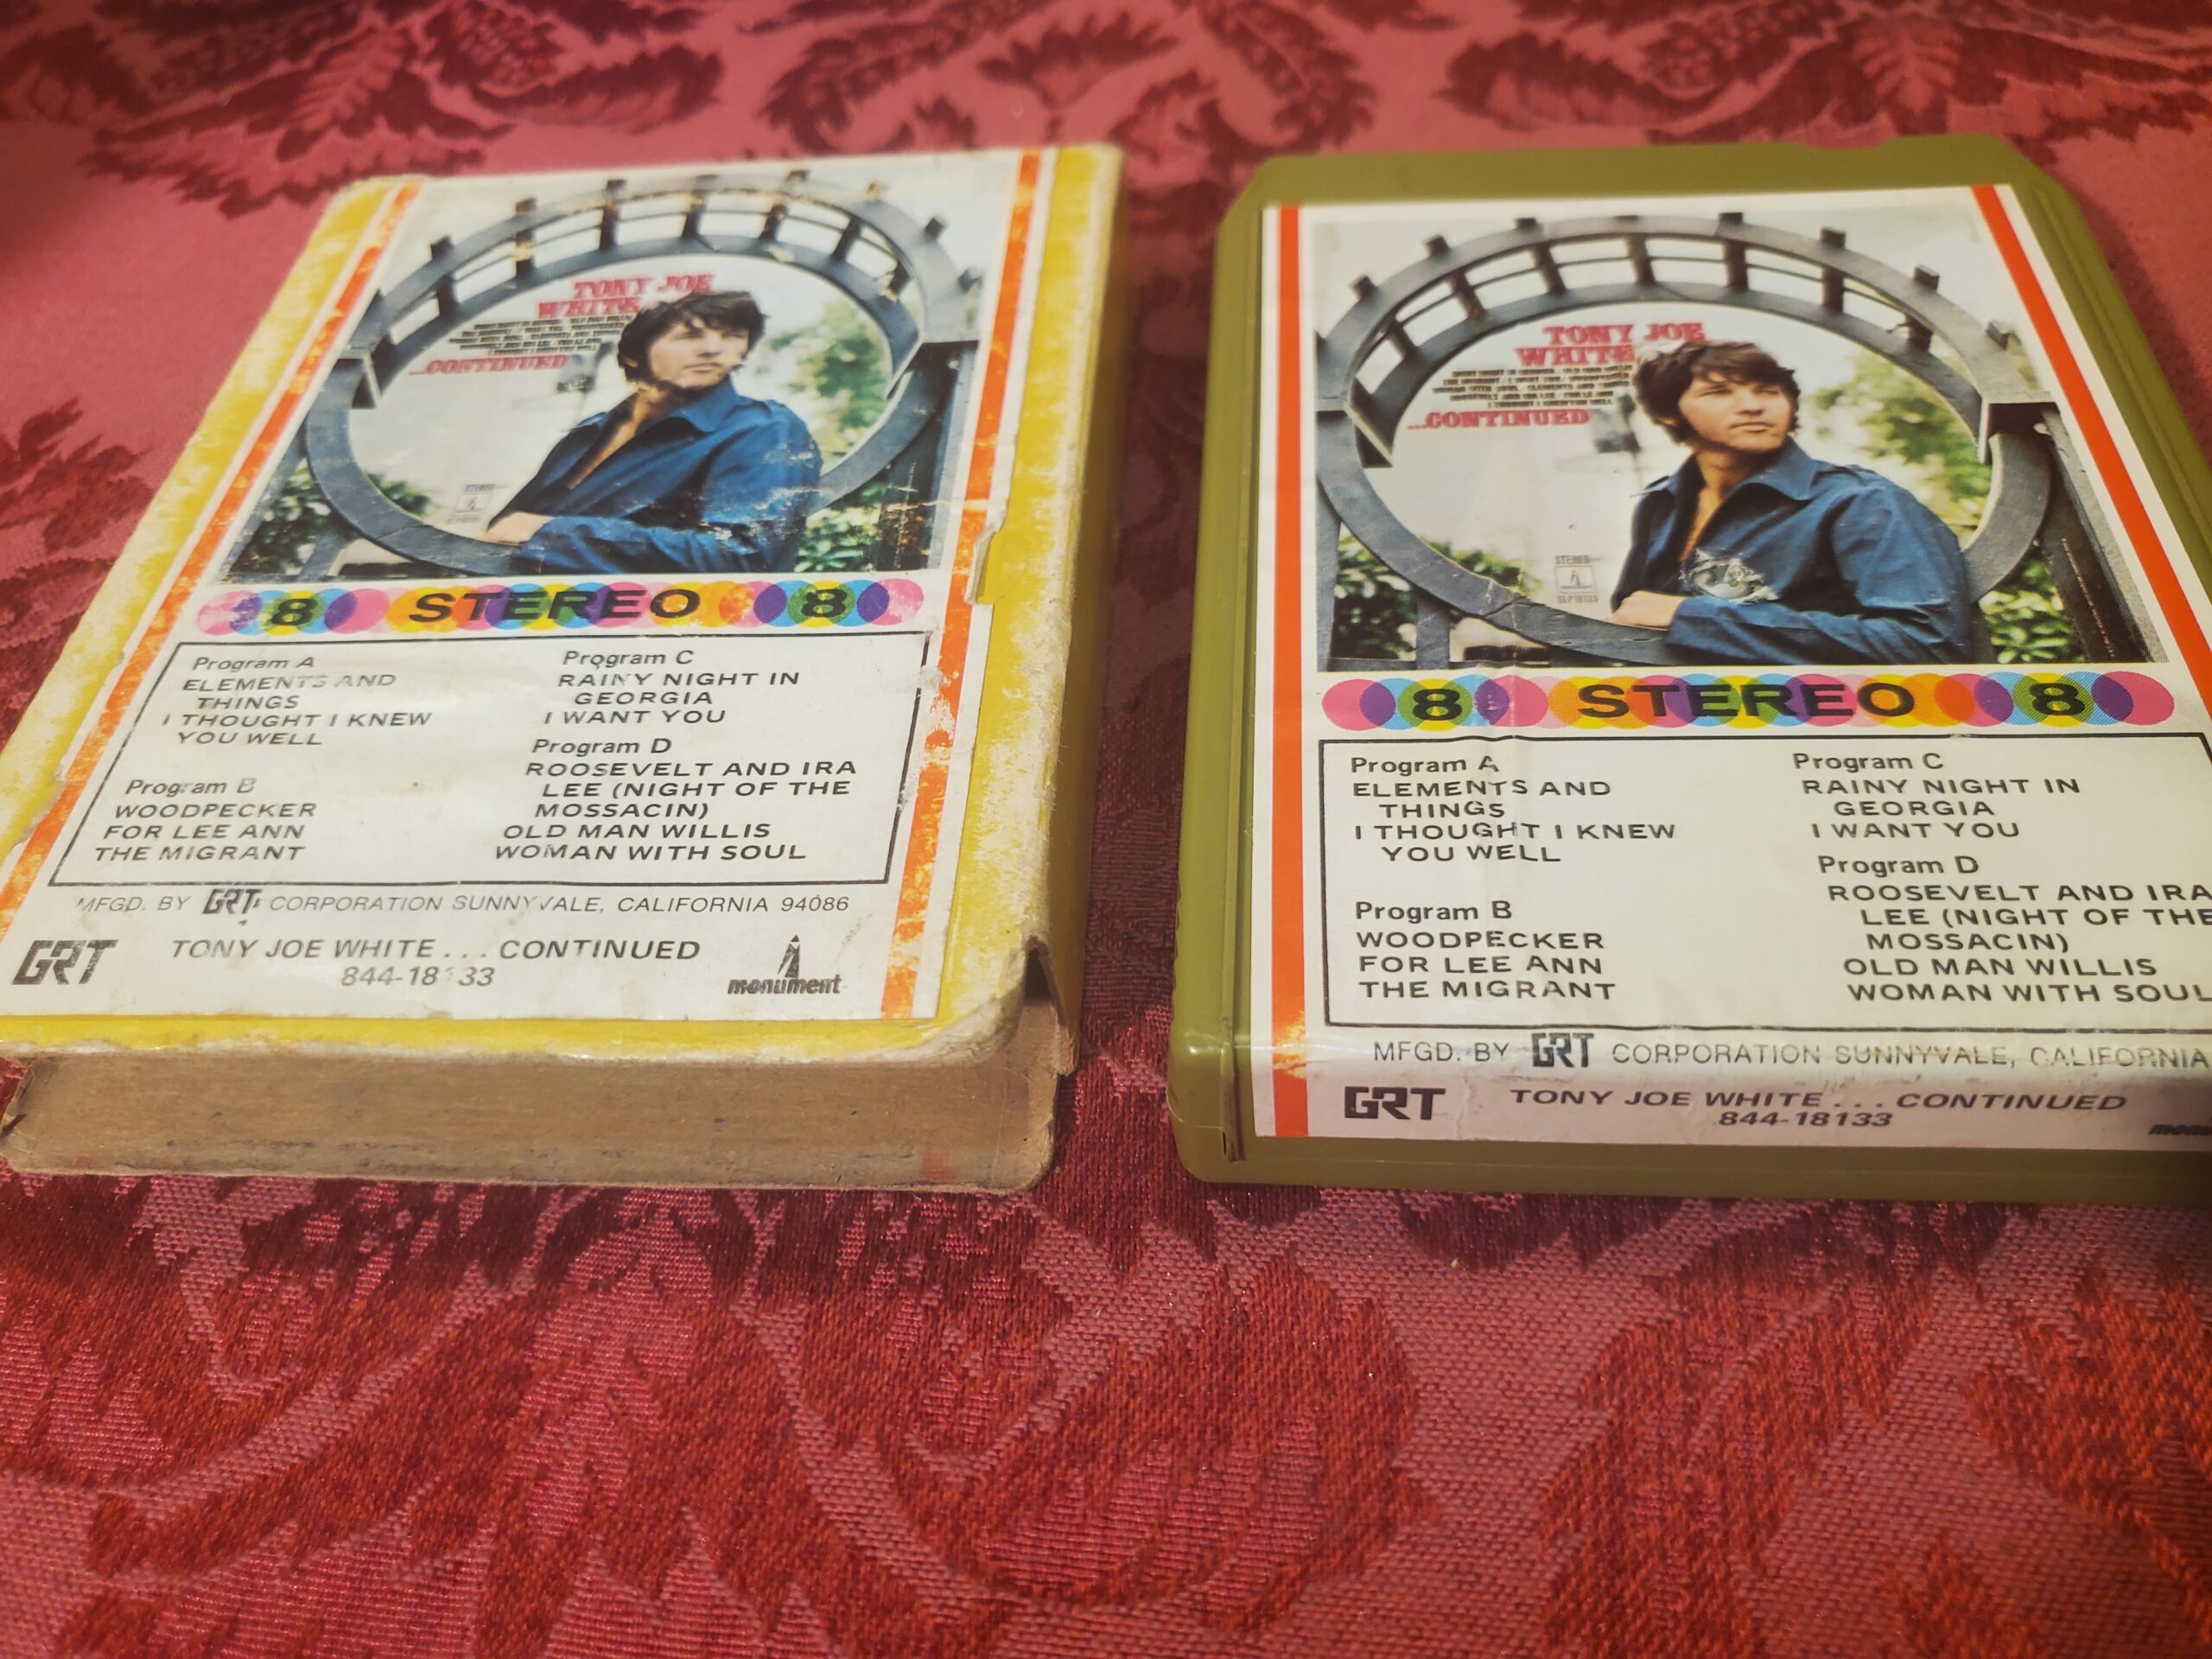 TONY JOE
WHITE
...CONTINUED
STEREO
8 STEREO 8
Program A
ELEMENTS AND
THINGS
I THOUGHT I KNEW
YOU WELL
Program B
WOODPECKER
FOR LEE ANN
THE MIGRANT
Program C
RAINY NIGHT IN
GEORGIA
I WANT YOU
Program D
ROOSEVELT AND IRA
LEE (NIGHT OF THE
MOSSACIN)
OLD MAN WILLIS
WOMAN WITH SOUL
MFGD. BY GRT CORPORATION SUNNYVALE, CALIFORNIA 94086
GRT TONY JOE WHITE . . . CONTINUED
844-18133
monument
TONY JOE
WHITE
...CONTINUED
STEREO
8 STEREO 8
Program A
ELEMENTS AND
THINGS
I THOUGHT I KNEW
YOU WELL
Program B
WOODPECKER
FOR LEE ANN
THE MIGRANT
Program C
RAINY NIGHT IN
GEORGIA
I WANT YOU
Program D
ROOSEVELT AND IRA
LEE (NIGHT OF THE
MOSSACIN)
OLD MAN WILLIS
WOMAN WITH SOUL
MFGD. BY GRT CORPORATION SUNNYVALE, CALIFORNIA
GRT TONY JOE WHITE . . . CONTINUED
844-18133